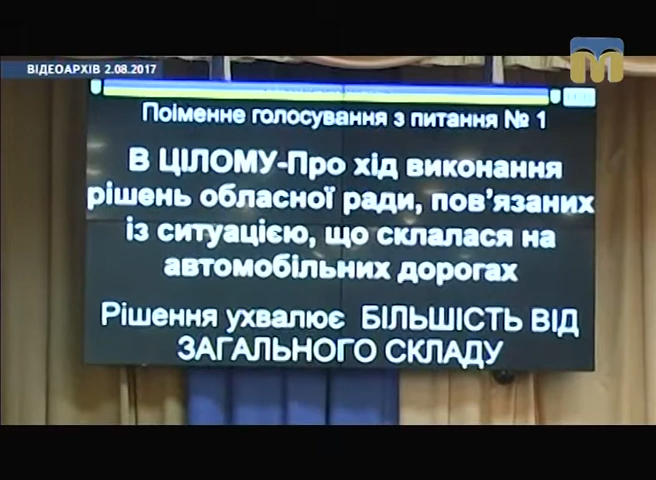 ВІДЕОАРХІВ 2.08.2017
Поіменне голосування з питання № 1
В ЦІЛОМУ-Про хід виконання
рішень обласної ради, пов’язаних
із ситуацією, що склалася на
автомобільних дорогах
Рішення ухвалює БІЛЬШІСТЬ ВІД
ЗАГАЛЬНОГО СКЛАДУ